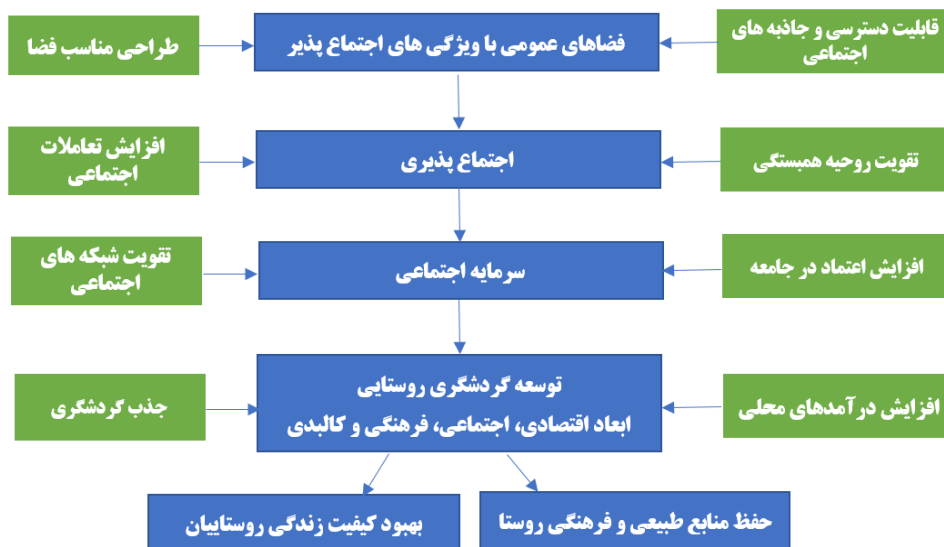 قابلیت دسترسی و جاذبه های
اجتماعی
فضاهای عمومی با ویژگی های اجتماع پذیر
طراحی مناسب فضا
تقویت روحیه همبستگی
اجتماع پذیری
افزایش تعاملات
اجتماعی
افزایش اعتماد در جامعه
سرمایه اجتماعی
تقویت شبکه های
اجتماعی
افزایش درآمدهای محلی
توسعه گردشگری روستایی
ابعاد اقتصادی، اجتماعی، فرهنگی و کالبدی
جذب گردشگری
حفظ منابع طبیعی و فرهنگی روستا
بهبود کیفیت زندگی روستاییان